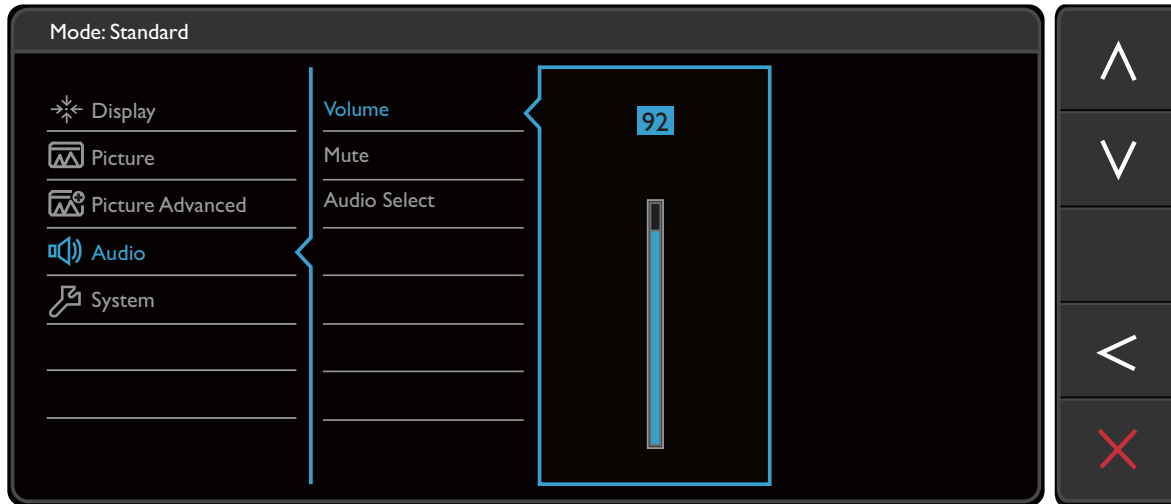 Mode: Standard
Display
Picture
Picture Advanced
Audio
System
Volume
Mute
Audio Select
92